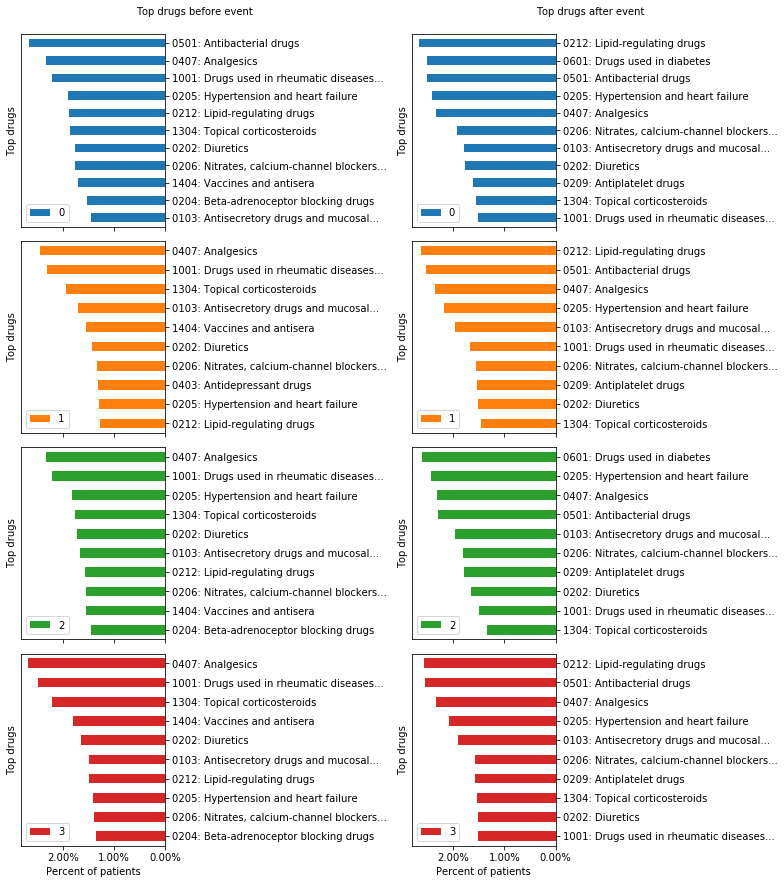 Top drugs before event
Top drugs
0501: Antibacterial drugs
0407: Analgesics
1001: Drugs used in rheumatic diseases...
0205: Hypertension and heart failure
0212: Lipid-regulating drugs
1304: Topical corticosteroids
0202: Diuretics
0206: Nitrates, calcium-channel blockers...
1404: Vaccines and antisera
0204: Beta-adrenoceptor blocking drugs
0103: Antisecretory drugs and mucosal...
0
Top drugs
0407: Analgesics
1001: Drugs used in rheumatic diseases...
1304: Topical corticosteroids
0103: Antisecretory drugs and mucosal...
1404: Vaccines and antisera
0202: Diuretics
0206: Nitrates, calcium-channel blockers...
0403: Antidepressant drugs
0205: Hypertension and heart failure
0212: Lipid-regulating drugs
1
Top drugs
0407: Analgesics
1001: Drugs used in rheumatic diseases...
0205: Hypertension and heart failure
1304: Topical corticosteroids
0202: Diuretics
0103: Antisecretory drugs and mucosal...
0212: Lipid-regulating drugs
0206: Nitrates, calcium-channel blockers...
1404: Vaccines and antisera
0204: Beta-adrenoceptor blocking drugs
2
Top drugs
0407: Analgesics
1001: Drugs used in rheumatic diseases...
1304: Topical corticosteroids
1404: Vaccines and antisera
0202: Diuretics
0103: Antisecretory drugs and mucosal...
0212: Lipid-regulating drugs
0205: Hypertension and heart failure
0206: Nitrates, calcium-channel blockers...
0204: Beta-adrenoceptor blocking drugs
3
2.00% 1.00% 0.00%
Percent of patients
Top drugs after event
Top drugs
0212: Lipid-regulating drugs
0601: Drugs used in diabetes
0501: Antibacterial drugs
0205: Hypertension and heart failure
0407: Analgesics
0206: Nitrates, calcium-channel blockers...
0103: Antisecretory drugs and mucosal...
0202: Diuretics
0209: Antiplatelet drugs
1304: Topical corticosteroids
1001: Drugs used in rheumatic diseases...
0
Top drugs
0212: Lipid-regulating drugs
0501: Antibacterial drugs
0407: Analgesics
0205: Hypertension and heart failure
0103: Antisecretory drugs and mucosal...
1001: Drugs used in rheumatic diseases...
0206: Nitrates, calcium-channel blockers...
0209: Antiplatelet drugs
0202: Diuretics
1304: Topical corticosteroids
1
Top drugs
0601: Drugs used in diabetes
0205: Hypertension and heart failure
0407: Analgesics
0501: Antibacterial drugs
0103: Antisecretory drugs and mucosal...
0206: Nitrates, calcium-channel blockers...
0209: Antiplatelet drugs
0202: Diuretics
1001: Drugs used in rheumatic diseases...
1304: Topical corticosteroids
2
Top drugs
0212: Lipid-regulating drugs
0501: Antibacterial drugs
0407: Analgesics
0205: Hypertension and heart failure
0103: Antisecretory drugs and mucosal...
0206: Nitrates, calcium-channel blockers...
0209: Antiplatelet drugs
1304: Topical corticosteroids
0202: Diuretics
1001: Drugs used in rheumatic diseases...
3
2.00% 1.00% 0.00%
Percent of patients